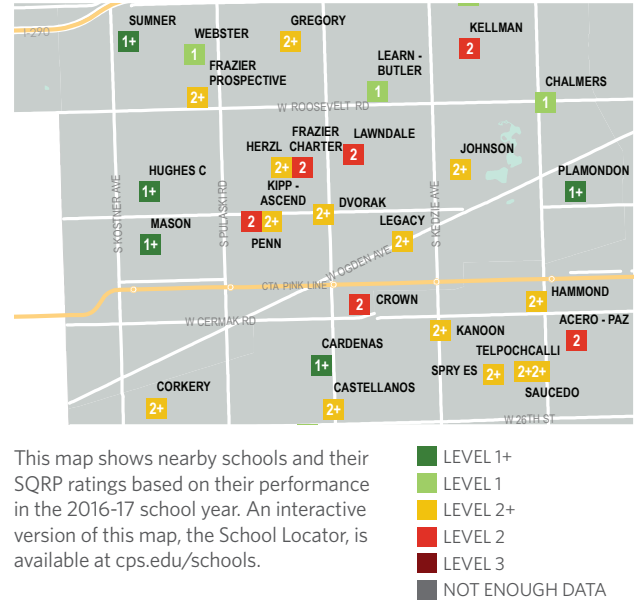 SUMNER
1+
WEBSTER
1
GREGORY
2+
KELLMAN
2
I-290
FRAZIER
PROSPECTIVE
2+
LEARN -
BUTLER
1
CHALMERS
1
W ROOSEVELT RD
FRAZIER
CHARTER
2
HERZL
2+
LAWNDALE
2
JOHNSON
2+
HUGHES C
1+
PLAMONDON
1+
KIPP -
ASCEND
2+
DVORAK
2+
LEGACY
2+
MASON
1+
2
PENN
S KOSTNER AVE
S PULASKI RD
S KEDZIE AVE
W OGDEN AVE
CTA PINK LINE
HAMMOND
2+
CROWN
2
W CERMAK RD
KANOON
2+
ACERO - PAZ
2
CARDENAS
1+
TELPOCHCALLI
2+2+
SPRY ES
2+
SAUCEDO
CORKERY
2+
CASTELLANOS
2+
W 26TH ST
This map shows nearby schools and their
SQRP ratings based on their performance
in the 2016-17 school year. An interactive
version of this map, the School Locator, is
available at cps.edu/schools.
LEVEL 1+
LEVEL 1
LEVEL 2+
LEVEL 2
LEVEL 3
NOT ENOUGH DATA